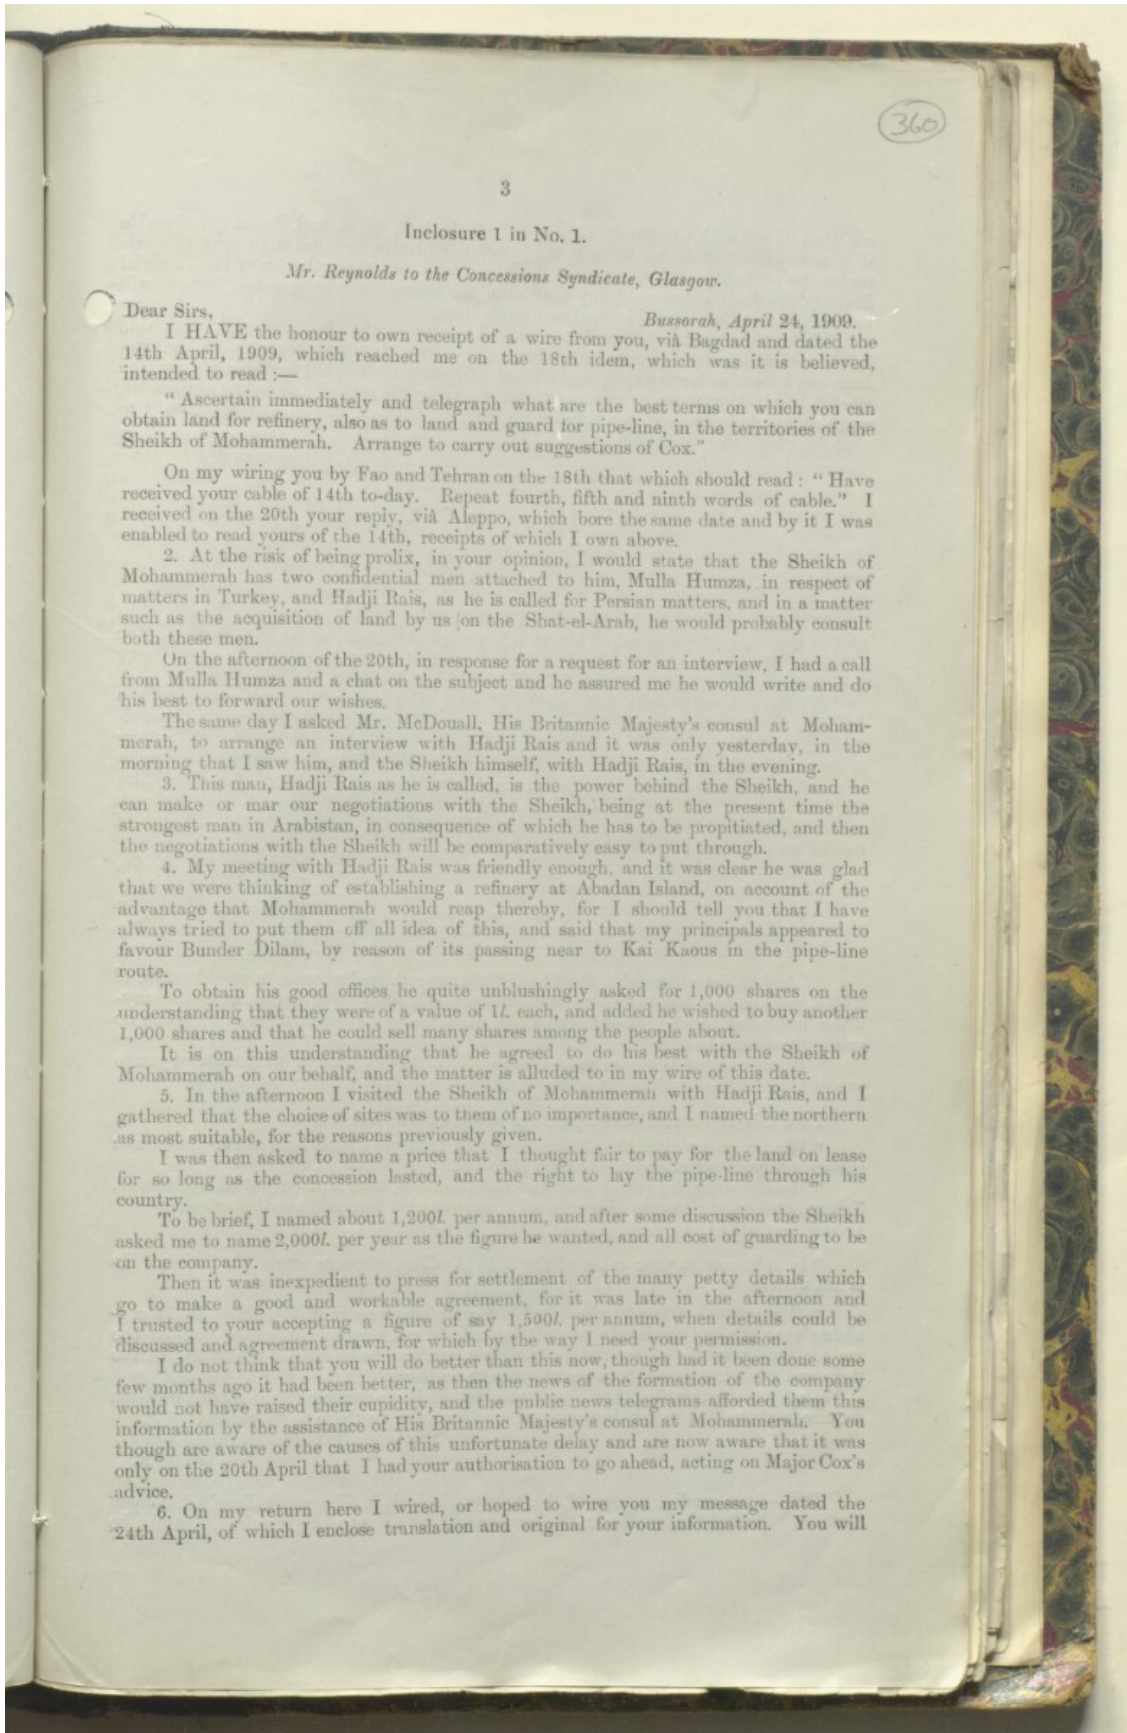 360
3
Inclosure 1 in No. 1.
Mr. Reynolds to the Concessions Syndicate, Glasgow.
Dear Sirs,
Bussorah, April 24, 1909.
I HAVE the honour to own receipt of a wire from you, viâ Bagdad and dated the
14th April, 1909, which reached me on the 18th idem, which was it is believed,
intended to read :—
“ Ascertain immediately and telegraph what are the best terms on which you can
obtain land for refinery, also as to land and guard for pipe-line, in the territories of the
Sheikh of Mohammerah. Arrange to carry out suggestions of Cox.”
On my wiring you by Fao and Tehran on the 18th that which should read : “ Have
received your cable of 14th to-day. Repeat fourth, fifth and ninth words of cable.” I
received on the 20th your reply, viâ Aleppo, which bore the same date and by it I was
enabled to read yours of the 14th, receipts of which I own above.
2. At the risk of being prolix, in your opinion, I would state that the Sheikh of
Mohammerah has two confidential men attached to him, Mulla Humza, in respect of
matters in Turkey, and Hadji Rais, as he is called for Persian matters, and in a matter
such as the acquisition of land by us on the Shat-el-Arab, he would probably consult
both these men.
On the afternoon of the 20th, in response for a request for an interview, I had a call
from Mulla Humza and a chat on the subject and he assured me he would write and do
his best to forward our wishes.
The same day I asked Mr. McDouall, His Britannic Majesty’s consul at Moham-
merah, to arrange an interview with Hadji Rais and it was only yesterday, in the
morning that I saw him, and the Sheikh himself, with Hadji Rais, in the evening.
3. This man, Hadji Rais as he is called, is the power behind the Sheikh, and he
can make or mar our negotiations with the Sheikh, being at the present time the
strongest man in Arabistan, in consequence of which he has to be propitiated, and then
the negotiations with the Sheikh will be comparatively easy to put through.
4. My meeting with Hadji Rais was friendly enough, and it was clear he was glad
that we were thinking of establishing a refinery at Abadan Island, on account of the
advantage that Mohammerah would reap thereby, for I should tell you that I have
always tried to put them off all idea of this, and said that my principals appeared to
favour Bunder Dilam, by reason of its passing near to Kai Kaous in the pipe-line
route.
To obtain his good offices he quite unblushingly asked for 1,000 shares on the
understanding that they were of a value of 1l. each, and added he wished to buy another
1,000 shares and that he could sell many shares among the people about.
It is on this understanding that he agreed to do his best with the Sheikh of
Mohammerah on our behalf, and the matter is alluded to in my wire of this date.
5. In the afternoon I visited the Sheikh of Mohammerah with Hadji Rais, and I
gathered that the choice of sites was to them of no importance, and I named the northern
as most suitable, for the reasons previously given.
I was then asked to name a price that I thought fair to pay for the land on lease
for so long as the concession lasted, and the right to lay the pipe-line through his
country.
To be brief, I named about 1,200l. per annum, and after some discussion the Sheikh
asked me to name 2,000l. per year as the figure he wanted, and all cost of guarding to be
on the company.
Then it was inexpedient to press for settlement of the many petty details which
go to make a good and workable agreement, for it was late in the afternoon and
I trusted to your accepting a figure of say 1,500l. per annum, when details could be
discussed and agreement drawn, for which by the way I need your permission.
I do not think that you will do better than this now, though had it been done some
few months ago it had been better, as then the news of the formation of the company
would not have raised their cupidity, and the public news telegrams afforded them this
information by the assistance of His Britannic Majesty’s consul at Mohammerah. You
though are aware of the causes of this unfortunate delay and are now aware that it was
only on the 20th April that I had your authorisation to go ahead, acting on Major Cox’s
advice.
6. On my return here I wired, or hoped to wire you my message dated the
24th April, of which I enclose translation and original for your information. You will